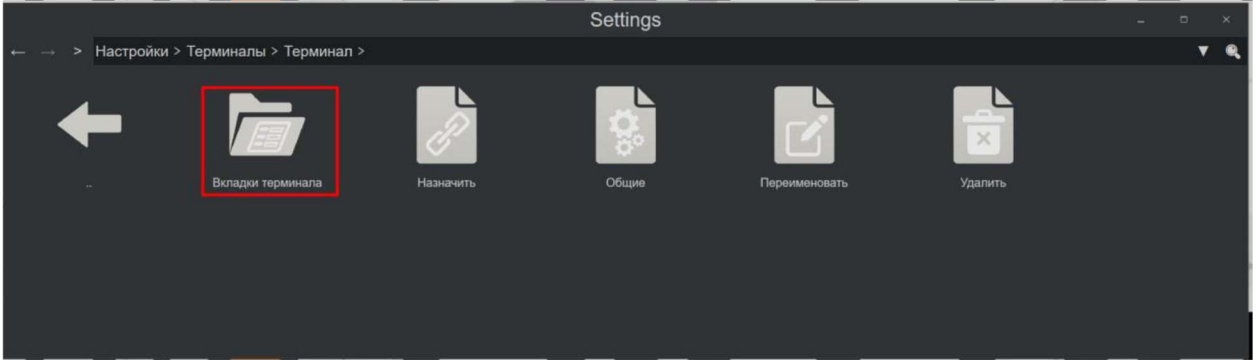 Settings
> Настройки > Терминалы > Терминал >
..
Вкладки терминала
Назначить
Общие
Переименовать
Удалить